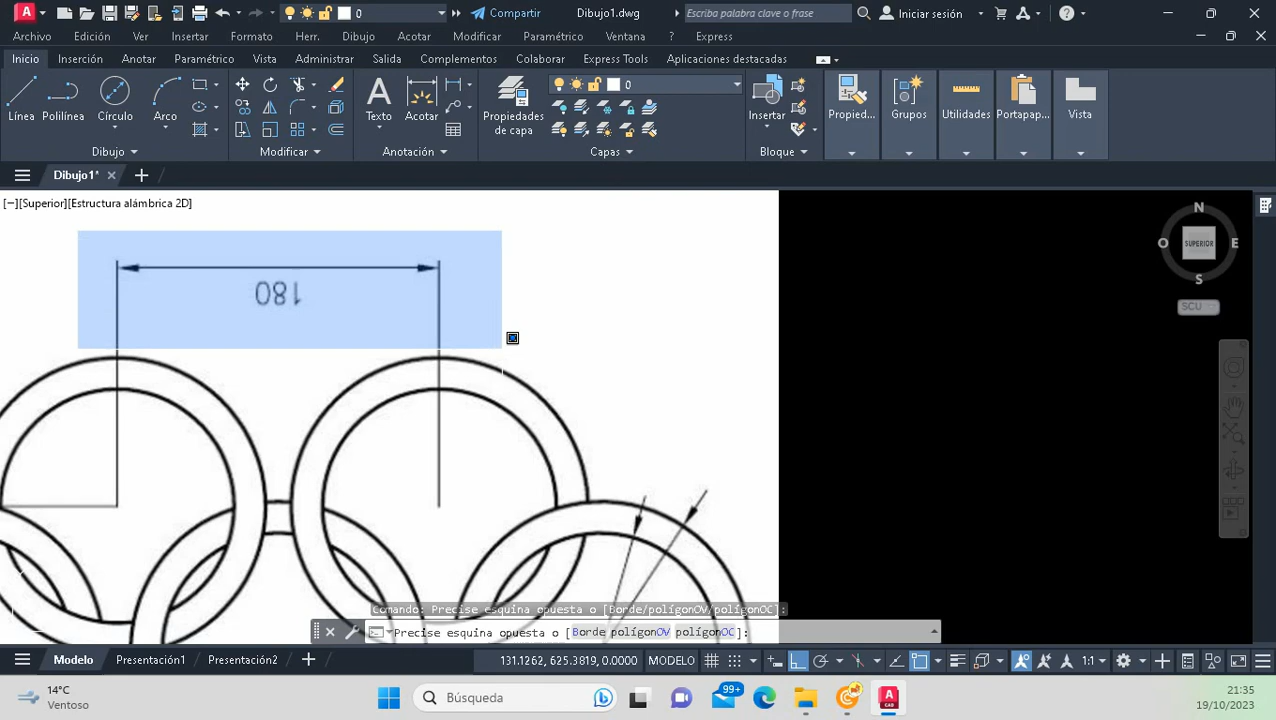 0
Compartir
Dibujo1.dwg
Escriba palabra clave o frase
Iniciar sesión
?
Archivo Edición Ver Insertar Formato Herr. Dibujo Acotar Modificar Paramétrico Ventana ? Express
Inicio Inserción Anotar Paramétrico Vista Salida Administrar Complementos Colaborar Express Tools Aplicaciones destacadas
Línea Polilínea Círculo Arco
Texto Acotar
Propiedades de capa
0
Insertar
Propied... Grupos Utilidades Portapap... Vista
Dibujo Modificar Anotación Capas Bloque
Dibujo1*
[−][Superior][Estructura alámbrica 2D]
180
N
O SUPERIOR E
S
SCU
Comando: Precise esquina opuesta o [Borde/polígonOV/polígonOC]:
Precise esquina opuesta o [Borde polígonOV polígonOC]:
Modelo Presentación1 Presentación2
131.1262, 625.3819, 0.0000 MODELO 1:1
14°C
Ventoso
Búsqueda
99+
21:35
19/10/2023